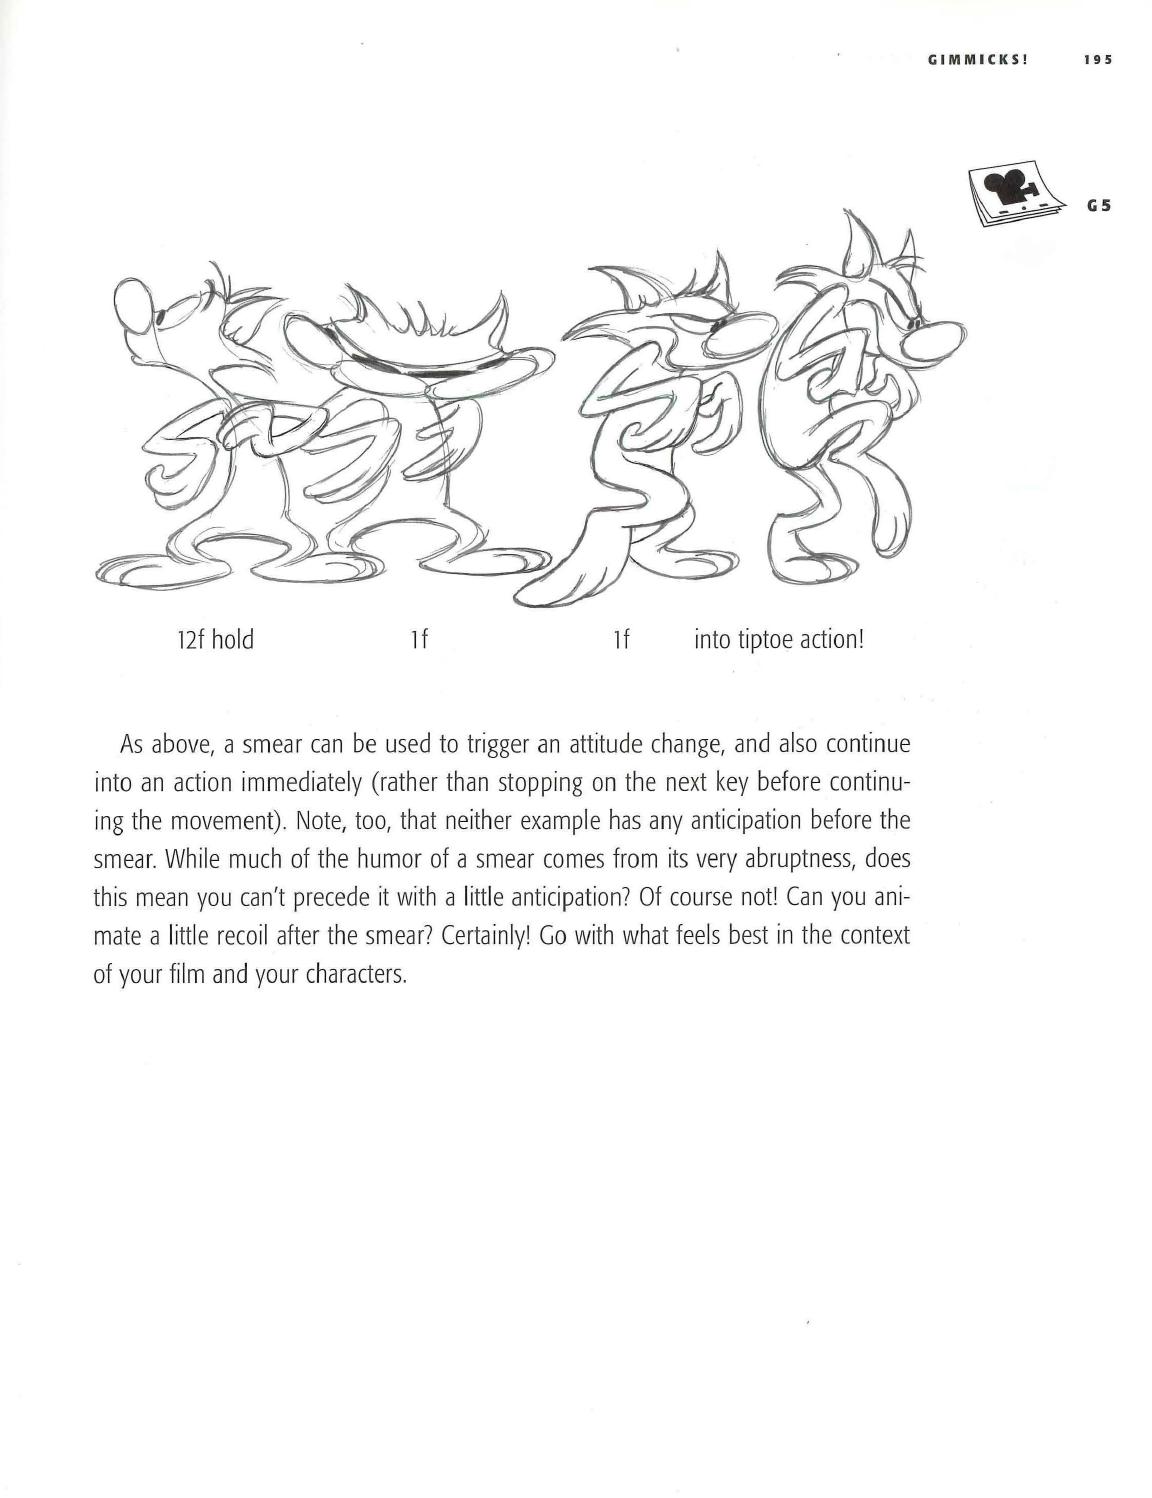 GIMMICKS! 195
G5
12f hold 1f 1f into tiptoe action!
As above, a smear can be used to trigger an attitude change, and also continue
into an action immediately (rather than stopping on the next key before continu-
ing the movement). Note, too, that neither example has any anticipation before the
smear. While much of the humor of a smear comes from its very abruptness, does
this mean you can't precede it with a little anticipation? Of course not! Can you ani-
mate a little recoil after the smear? Certainly! Go with what feels best in the context
of your film and your characters.